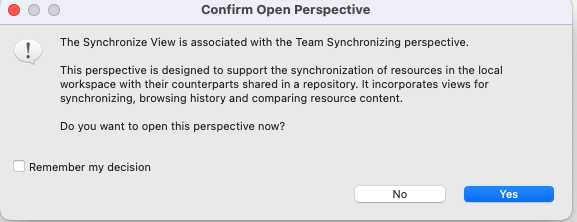 Confirm Open Perspective
The Synchronize View is associated with the Team Synchronizing perspective.
This perspective is designed to support the synchronization of resources in the local
workspace with their counterparts shared in a repository. It incorporates views for
synchronizing, browsing history and comparing resource content.
Do you want to open this perspective now?
Remember my decision
No
Yes